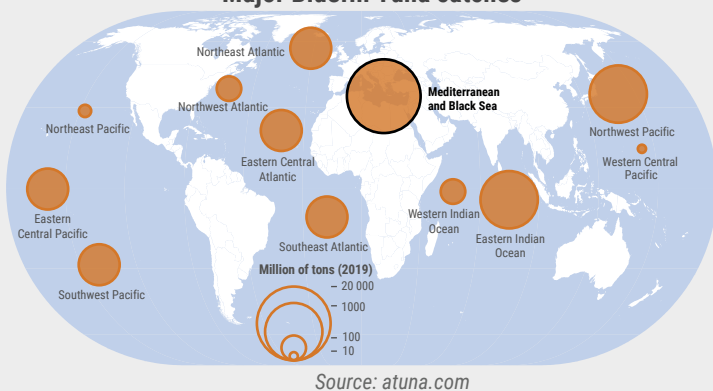 Major Bluefin Tuna catches
Northeast Atlantic
Northwest Atlantic
Mediterranean
and Black Sea
Northeast Pacific
Northwest Pacific
Eastern Central
Atlantic
Western Central
Pacific
Eastern
Central Pacific
Western Indian
Ocean
Eastern Indian
Ocean
Southeast Atlantic
Southwest Pacific
Million of tons (2019)
20 000
1000
100
10
Source: atuna.com